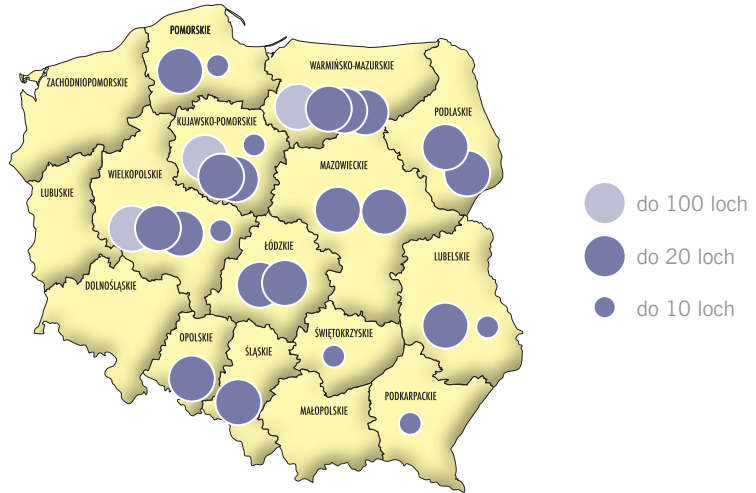 POMORSKIE
WARMIŃSKO-MAZURSKIE
ZACHODNIOPOMORSKIE
PODLASKIE
KUJAWSKO-POMORSKIE
MAZOWIECKIE
WIELKOPOLSKIE
LUBUSKIE
do 100 loch
ŁÓDZKIE
LUBELSKIE
do 20 loch
DOLNOŚLĄSKIE
do 10 loch
OPOLSKIE
ŚWIĘTOKRZYSKIE
ŚLĄSKIE
PODKARPACKIE
MAŁOPOLSKIE